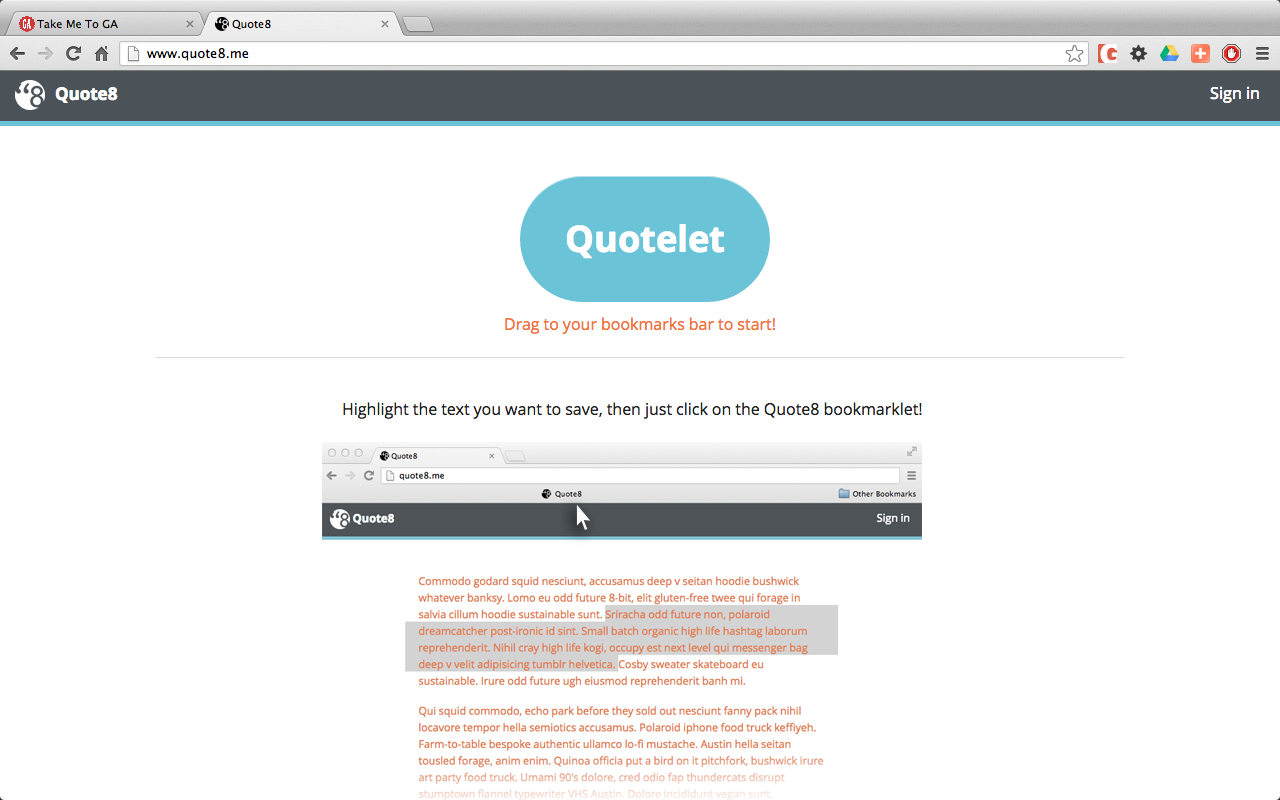 Take Me To GA
Quote8
www.quote8.me
Quote8
Sign in
Quotelet
Drag to your bookmarks bar to start!
Highlight the text you want to save, then just click on the Quote8 bookmarklet!
Quote8
quote8.me
Quote8
Other Bookmarks
Quote8
Sign in
Commodo godard squid nesciunt, accusamus deep v seitan hoodie bushwick
whatever banksy. Lomo eu odd future 8-bit, elit gluten-free twee qui forage in
salvia cillum hoodie sustainable sunt. Sriracha odd future non, polaroid
dreamcatcher post-ironic id sint. Small batch organic high life hashtag laborum
reprehenderit. Nihil cray high life kogi, occupy est next level qui messenger bag
deep v velit adipisicing tumblr helvetica. Cosby sweater skateboard eu
sustainable. Irure odd future ugh eiusmod reprehenderit banh mi.
Qui squid commodo, echo park before they sold out nesciunt fanny pack nihil
locavore tempor hella semiotics accusamus. Polaroid iphone food truck keffiyeh.
Farm-to-table bespoke authentic ullamco lo-fi mustache. Austin hella seitan
tousled forage, anim enim. Quinoa officia put a bird on it pitchfork, bushwick irure
art party food truck. Umami 90's dolore, cred odio fap thundercats disrupt
stumptown flannel typewriter VHS Austin. Dolore incididunt vegan sunt,